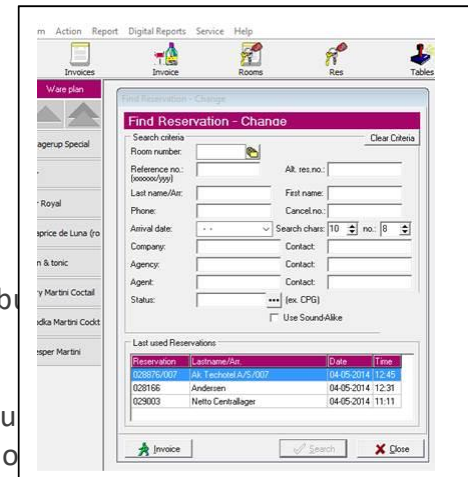 m Action Report Digital Reports Service Help
Invoices Invoice Rooms Res Tables
Ware plan
agerup Special
Royal
aprice de Luna (ro
n & tonic
y Martini Coctail
dka Martini Cockt
esper Martini
bu
u
o
Find Reservation - Change
Find Reservation - Change
Search criteria
Clear Criteria
Room number:
Reference no.: Alt. res.no.:
(xxxxxx/yyy)
Last name/Arr: First name:
Phone: Cancel.no.:
Arrival date: - - Search chars: 10 no.: 8
Company: Contact:
Agency: Contact:
Agent: Contact:
Status: ... (ex. CPG)
Use Sound-Alike
Last used Reservations
Reservation Lastname/Arr. Date Time
028876/007 Ak Techotel A/S/007 04-05-2014 12:45
028166 Andersen 04-05-2014 12:31
029003 Netto Centrallager 04-05-2014 11:11
Invoice Search Close